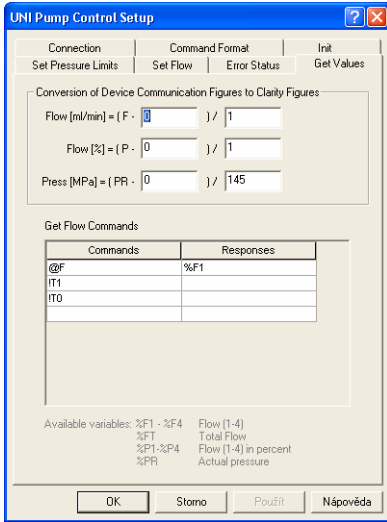 UNI Pump Control Setup
Connection Command Format Init
Set Pressure Limits Set Flow Error Status Get Values
Conversion of Device Communication Figures to Clarity Figures
Flow [ml/min] = ( F - 0 ) / 1
Flow [%] = ( P - 0 ) / 1
Press [MPa] = ( PR - 0 ) / 145
Get Flow Commands
Commands Responses
@F %F1
!T1
!T0
Available variables: %F1 - %F4 Flow (1-4)
%FT Total Flow
%P1-%P4 Flow (1-4) in percent
%PR Actual pressure
OK Storno Použít Nápověda